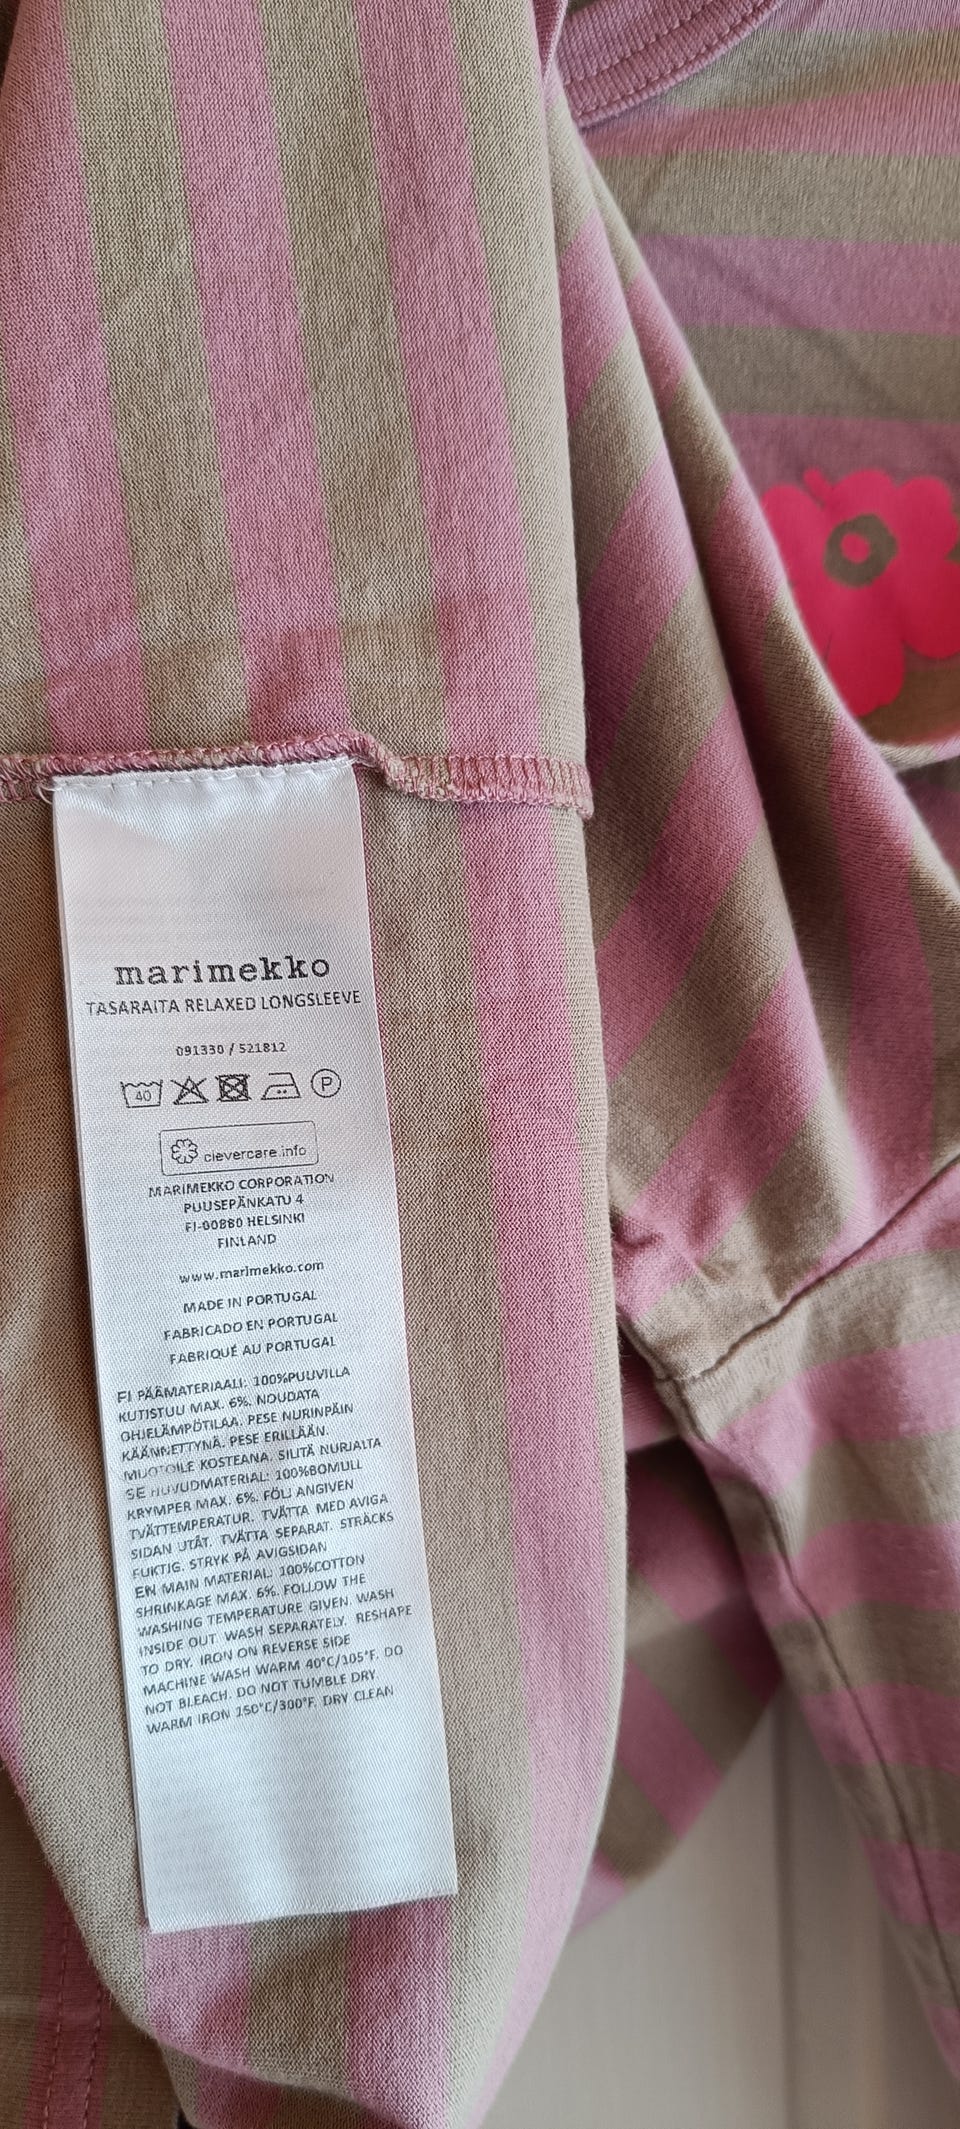 marimekko
TASARAITA RELAXED LONGSLEEVE
091330 / 521812
40 P
clevercare.info
MARIMEKKO CORPORATION
PUUSEPÄNKATU 4
FI-00880 HELSINKI
FINLAND
www.marimekko.com
MADE IN PORTUGAL
FABRICADO EN PORTUGAL
FABRIQUÉ AU PORTUGAL
FI PÄÄMATERIAALI: 100%PUUVILLA
KUTISTUU MAX. 6%. NOUDATA
OHJELÄMPÖTILAA. PESE NURINPÄIN
KÄÄNNETTYNÄ. PESE ERILLÄÄN.
MUOTOILE KOSTEANA. SILITÄ NURJALTA
SE HUVUDMATERIAL: 100%BOMULL
KRYMPER MAX. 6%. FÖLJ ANGIVEN
TVÄTTEMPERATUR. TVÄTTA MED AVIGA
SIDAN UTÅT. TVÄTTA SEPARAT. STRÄCKS
FUKTIG. STRYK PÅ AVIGSIDAN
EN MAIN MATERIAL: 100%COTTON
SHRINKAGE MAX. 6%. FOLLOW THE
WASHING TEMPERATURE GIVEN. WASH
INSIDE OUT. WASH SEPARATELY. RESHAPE
TO DRY. IRON ON REVERSE SIDE
MACHINE WASH WARM 40°C/105°F. DO
NOT BLEACH. DO NOT TUMBLE DRY.
WARM IRON 150°C/300°F. DRY CLEAN